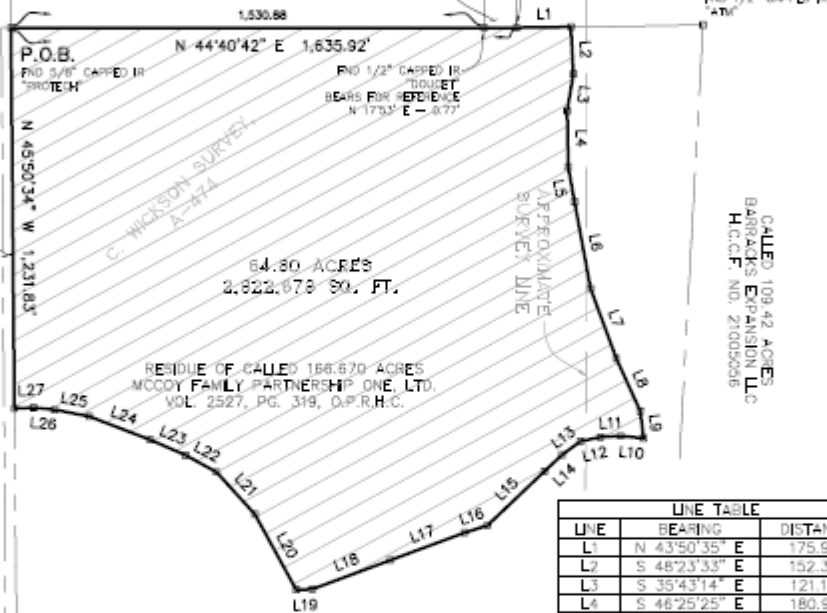 1,530.88
L1
"ATM"
N 44°40'42" E 1,635.92'
P.O.B.
FND 5/8" CAPPED IR
"PROTECH"
FND 1/2" CAPPED IR
"DOUCET"
BEARS FOR REFERENCE
N 17°53' E - 0.77'
L2
L3
L4
L5
L6
L7
L8
L9
N 45°50'34" W 1,231.83'
C. WICKSON SURVEY,
A-474
APPROXIMATE
SURVEY LINE
CALLED 109.42 ACRES
BARRACKS EXPANSION LLC
H.C.C.F. NO. 21005056
64.80 ACRES
2,822,678 SQ. FT.
RESIDUE OF CALLED 166.670 ACRES
MCCOY FAMILY PARTNERSHIP ONE, LTD.
VOL. 2527, PG. 319, O.P.R.H.C.
L27
L26
L25
L24
L23
L22
L21
L20
L19
L18
L17
L16
L15
L14
L13
L12
L11
L10
LINE TABLE
LINE BEARING DISTAN
L1 N 43°50'35" E 175.9
L2 S 48°23'33" E 152.3
L3 S 35°43'14" E 121.1
L4 S 46°25'25" E 180.9